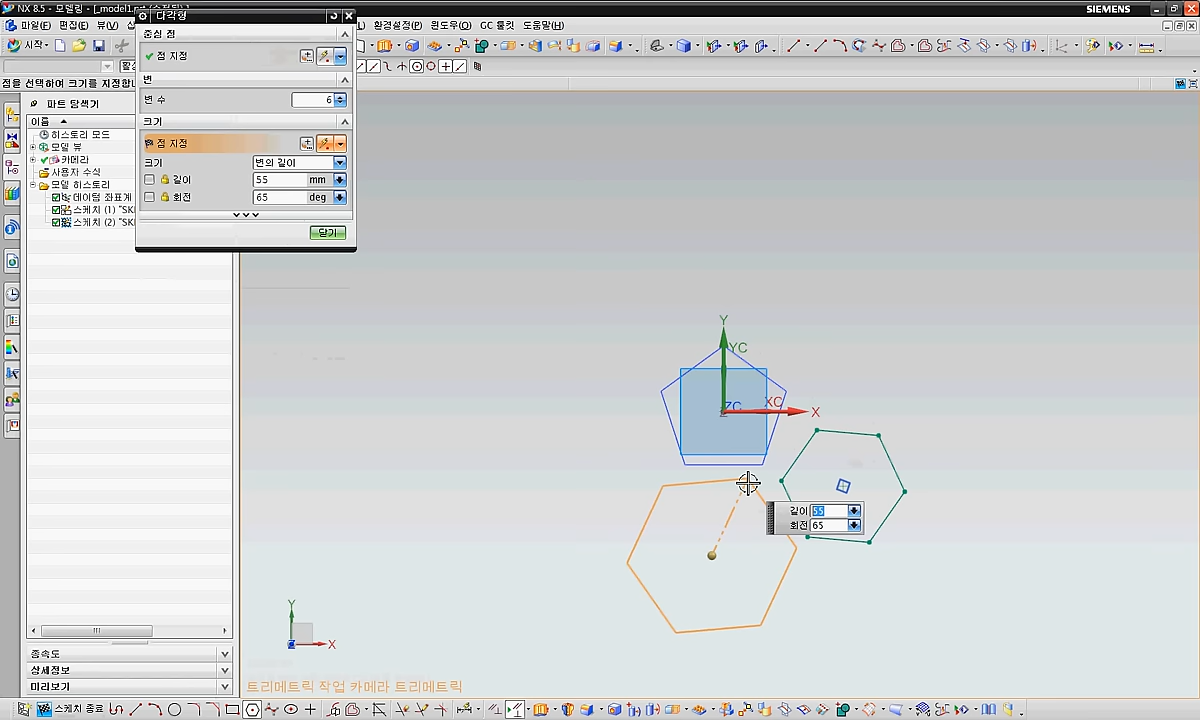 NX 8.5 - 모델링 - [_model1.prt (수정됨)]
SIEMENS
파일(F) 편집(E) 뷰(V) 환경설정(P) 윈도우(O) GC 툴킷 도움말(H)
시작
점을 선택하여 크기를 지정합
다각형
중심 점
점 지정
변
변 수 6
크기
점 지정
크기 변의 길이
길이 55 mm
회전 65 deg
닫기
파트 탐색기
이름
히스토리 모드
모델 뷰
카메라
사용자 수식
모델 히스토리
데이텀 좌표계
스케치 (1) "SK
스케치 (2) "SK
종속도
상세정보
미리보기
Y
YC
ZC
XC
X
길이 55
회전 65
Y
X
트리메트릭 작업 카메라 트리메트릭
스케치 종료